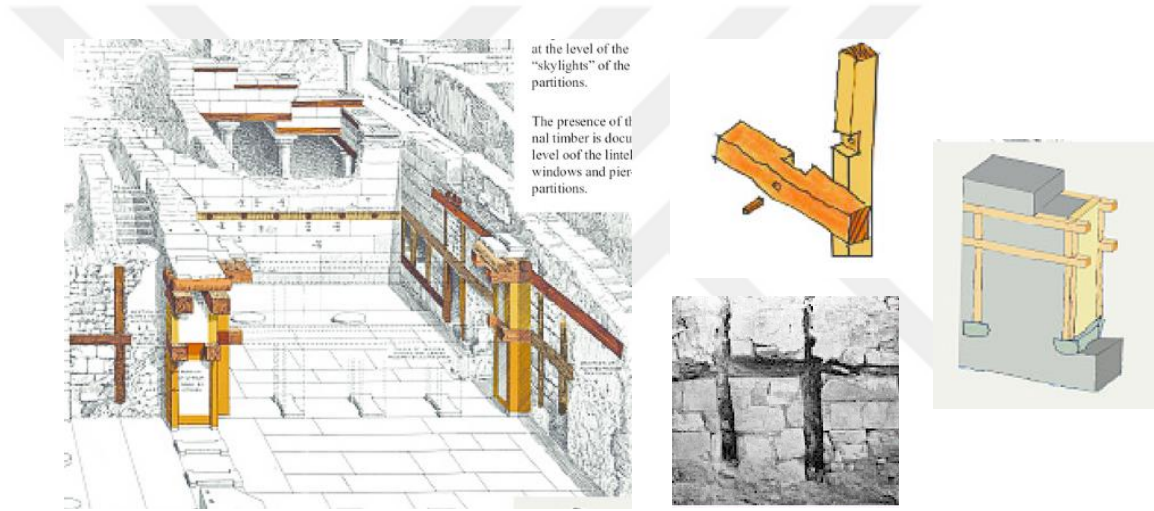 at the level of the
“skylights” of the
partitions.
The presence of th
nal timber is docu
level oof the lintel
windows and pier
partitions.